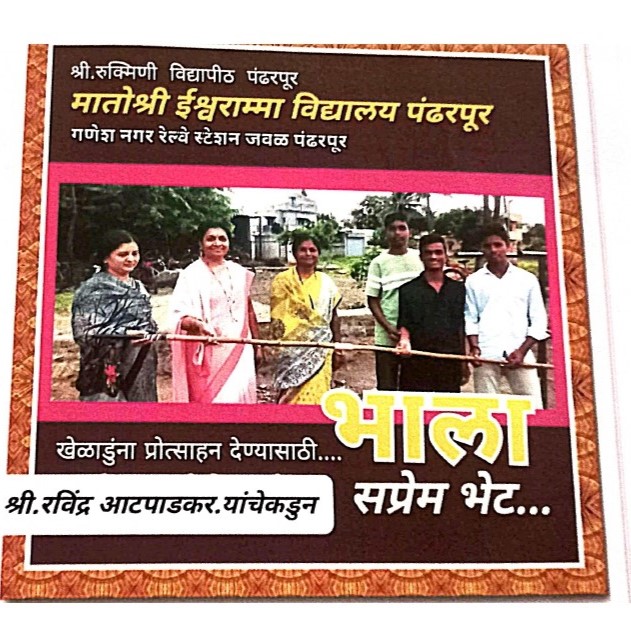 श्री.रुक्मिणी विद्यापीठ पंढरपूर
मातोश्री ईश्वराम्मा विद्यालय पंढरपूर
गणेश नगर रेल्वे स्टेशन जवळ पंढरपूर
खेळाडुंना प्रोत्साहन देण्यासाठी....
भाला
श्री.रविंद्र आटपाडकर.यांचेकडुन
सप्रेम भेट...